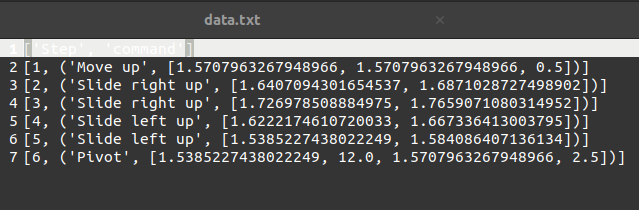 data.txt ×
1 ['Step', 'command']
2 [1, ('Move up', [1.5707963267948966, 1.5707963267948966, 0.5])]
3 [2, ('Slide right up', [1.6407094301654537, 1.6871028727498902])]
4 [3, ('Slide right up', [1.726978508884975, 1.7659071080314952])]
5 [4, ('Slide left up', [1.6222174610720033, 1.667336413003795])]
6 [5, ('Slide left up', [1.5385227438022249, 1.584086407136134])]
7 [6, ('Pivot', [1.5385227438022249, 12.0, 1.5707963267948966, 2.5])]